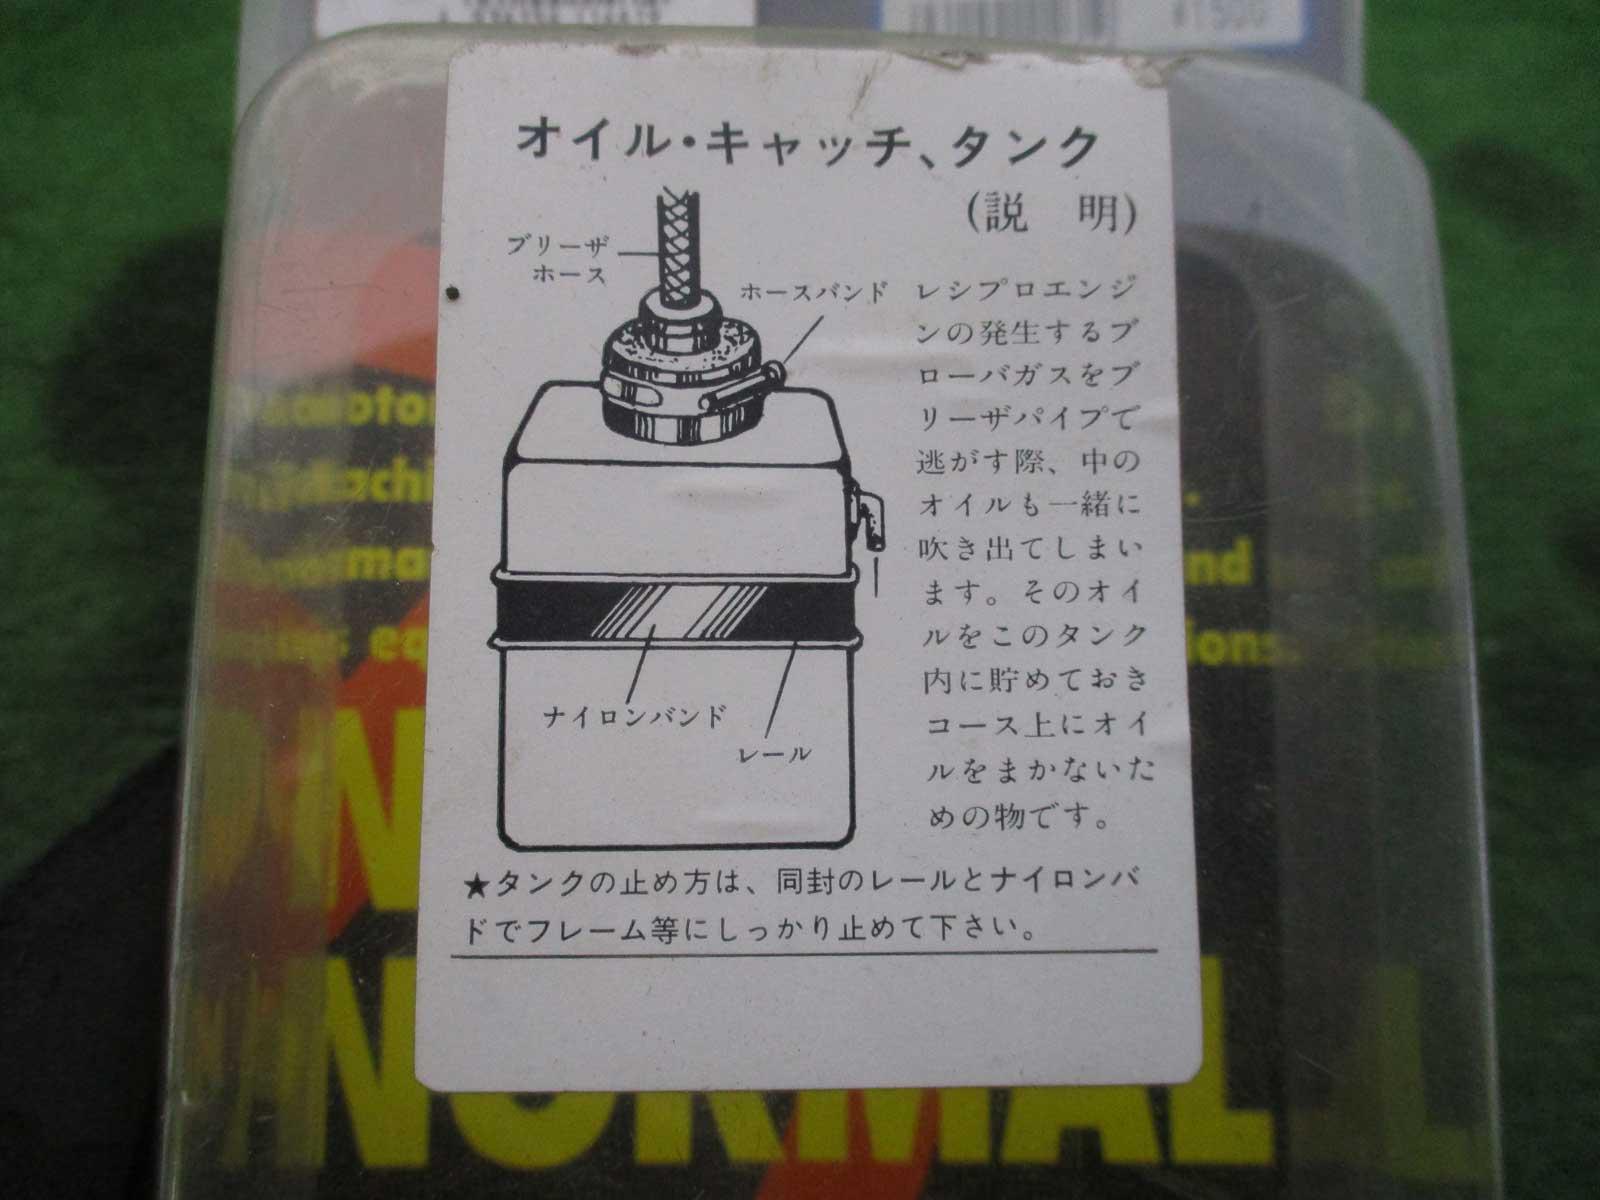 ¥1500
オイル・キャッチ、タンク
(説 明)
ブリーザ
ホース
ホースバンド
レシプロエンジ
ンの発生するブ
ローバガスをブ
リーザパイプで
逃がす際、中の
オイルも一緒に
吹き出てしまい
ます。そのオイ
ルをこのタンク
内に貯めておき
コース上にオイ
ルをまかないた
めの物です。
ナイロンバンド
レール
★タンクの止め方は、同封のレールとナイロンバ
ドでフレーム等にしっかり止めて下さい。
NORMAL